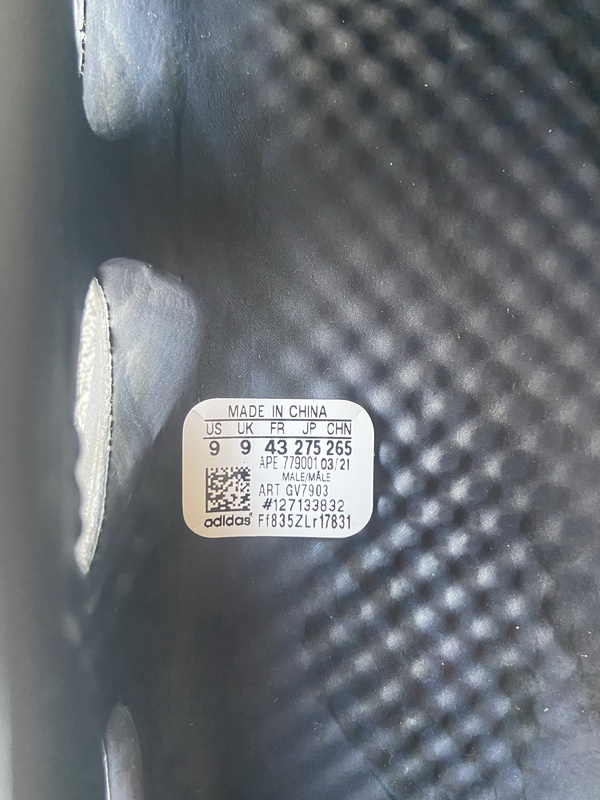 MADE IN CHINA
US UK FR JP CHN
9 9 43 275 265
APE 779001 03/21
MALE/MÂLE
ART GV7903
#127133832
adidas® Ff835ZLr17831